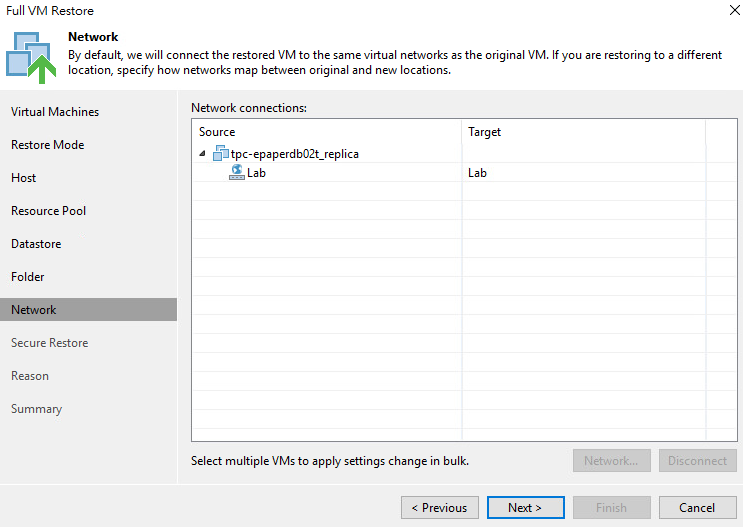 Full VM Restore
Network
By default, we will connect the restored VM to the same virtual networks as the original VM. If you are restoring to a different
location, specify how networks map between original and new locations.
Virtual Machines
Restore Mode
Host
Resource Pool
Datastore
Folder
Network
Secure Restore
Reason
Summary
Network connections:
Source Target
tpc-epaperdb02t_replica
Lab Lab
Select multiple VMs to apply settings change in bulk.
Network... Disconnect
< Previous Next > Finish Cancel